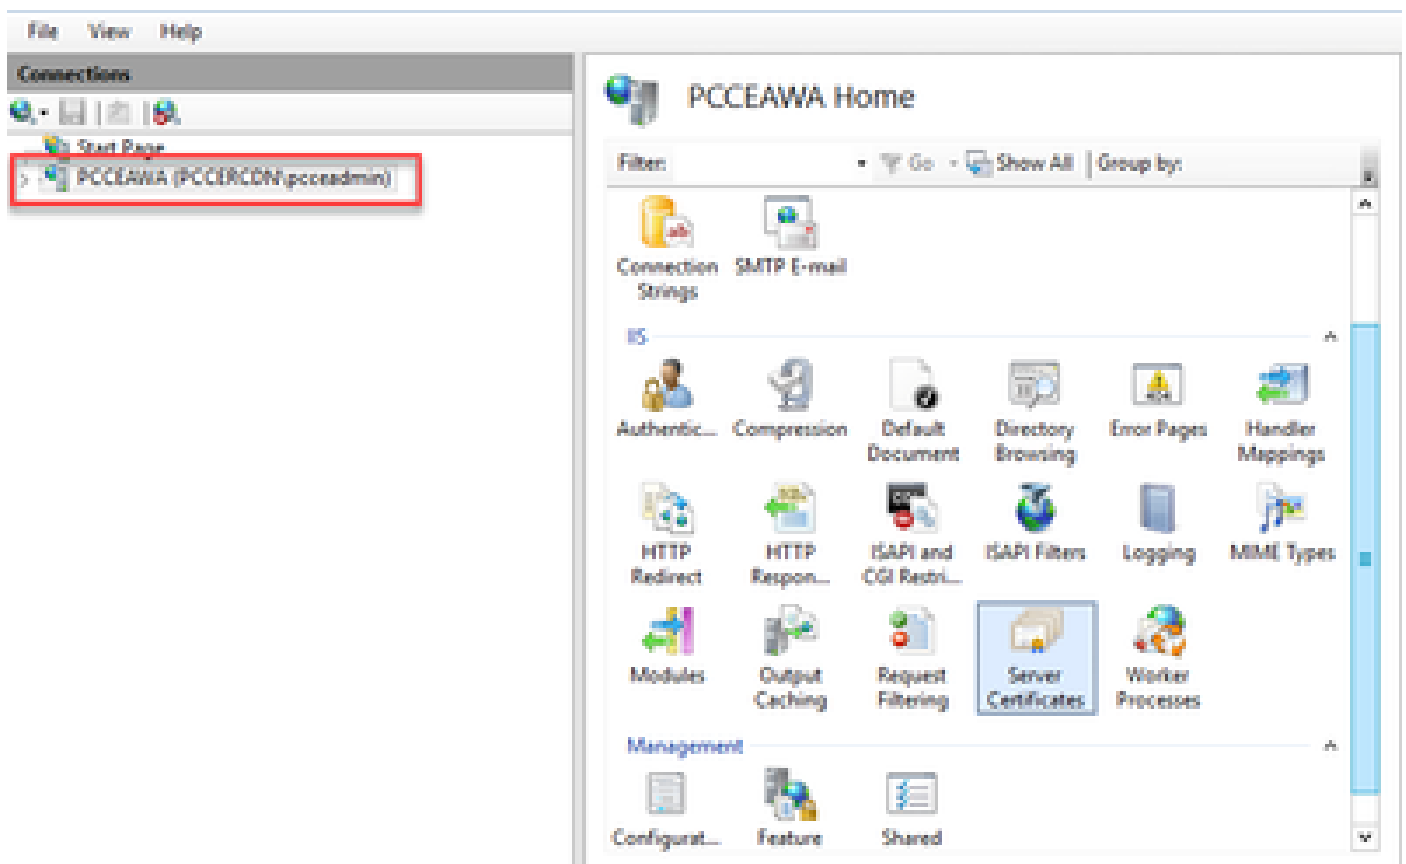 File View Help
Connections
Start Page
PCCEAWA (PCCERCDN\pcceadmin)
PCCEAWA Home
Filter: Go Show All Group by:
Connection SMTP E-mail
Strings
IIS
Authentic... Compression Default Directory Error Pages Handler
Document Browsing Mappings
HTTP HTTP ISAPI and ISAPI Filters Logging MIME Types
Redirect Respon... CGI Restri...
Modules Output Request Server Worker
Caching Filtering Certificates Processes
Management
Configurat... Feature Shared